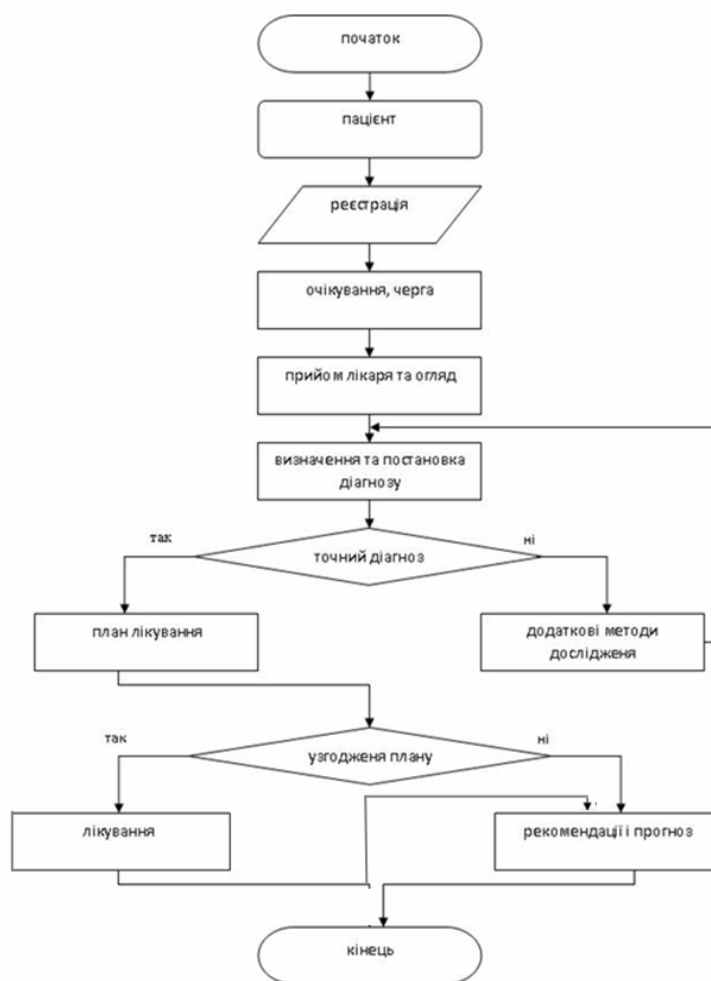 початок
пацієнт
реєстрація
очікування, черга
прийом лікаря та огляд
визначення та постановка
діагнозу
так
точний діагноз
ні
план лікування
додаткові методи
дослідженя
так
узгодженя плану
ні
лікування
рекомендації і прогноз
кінець